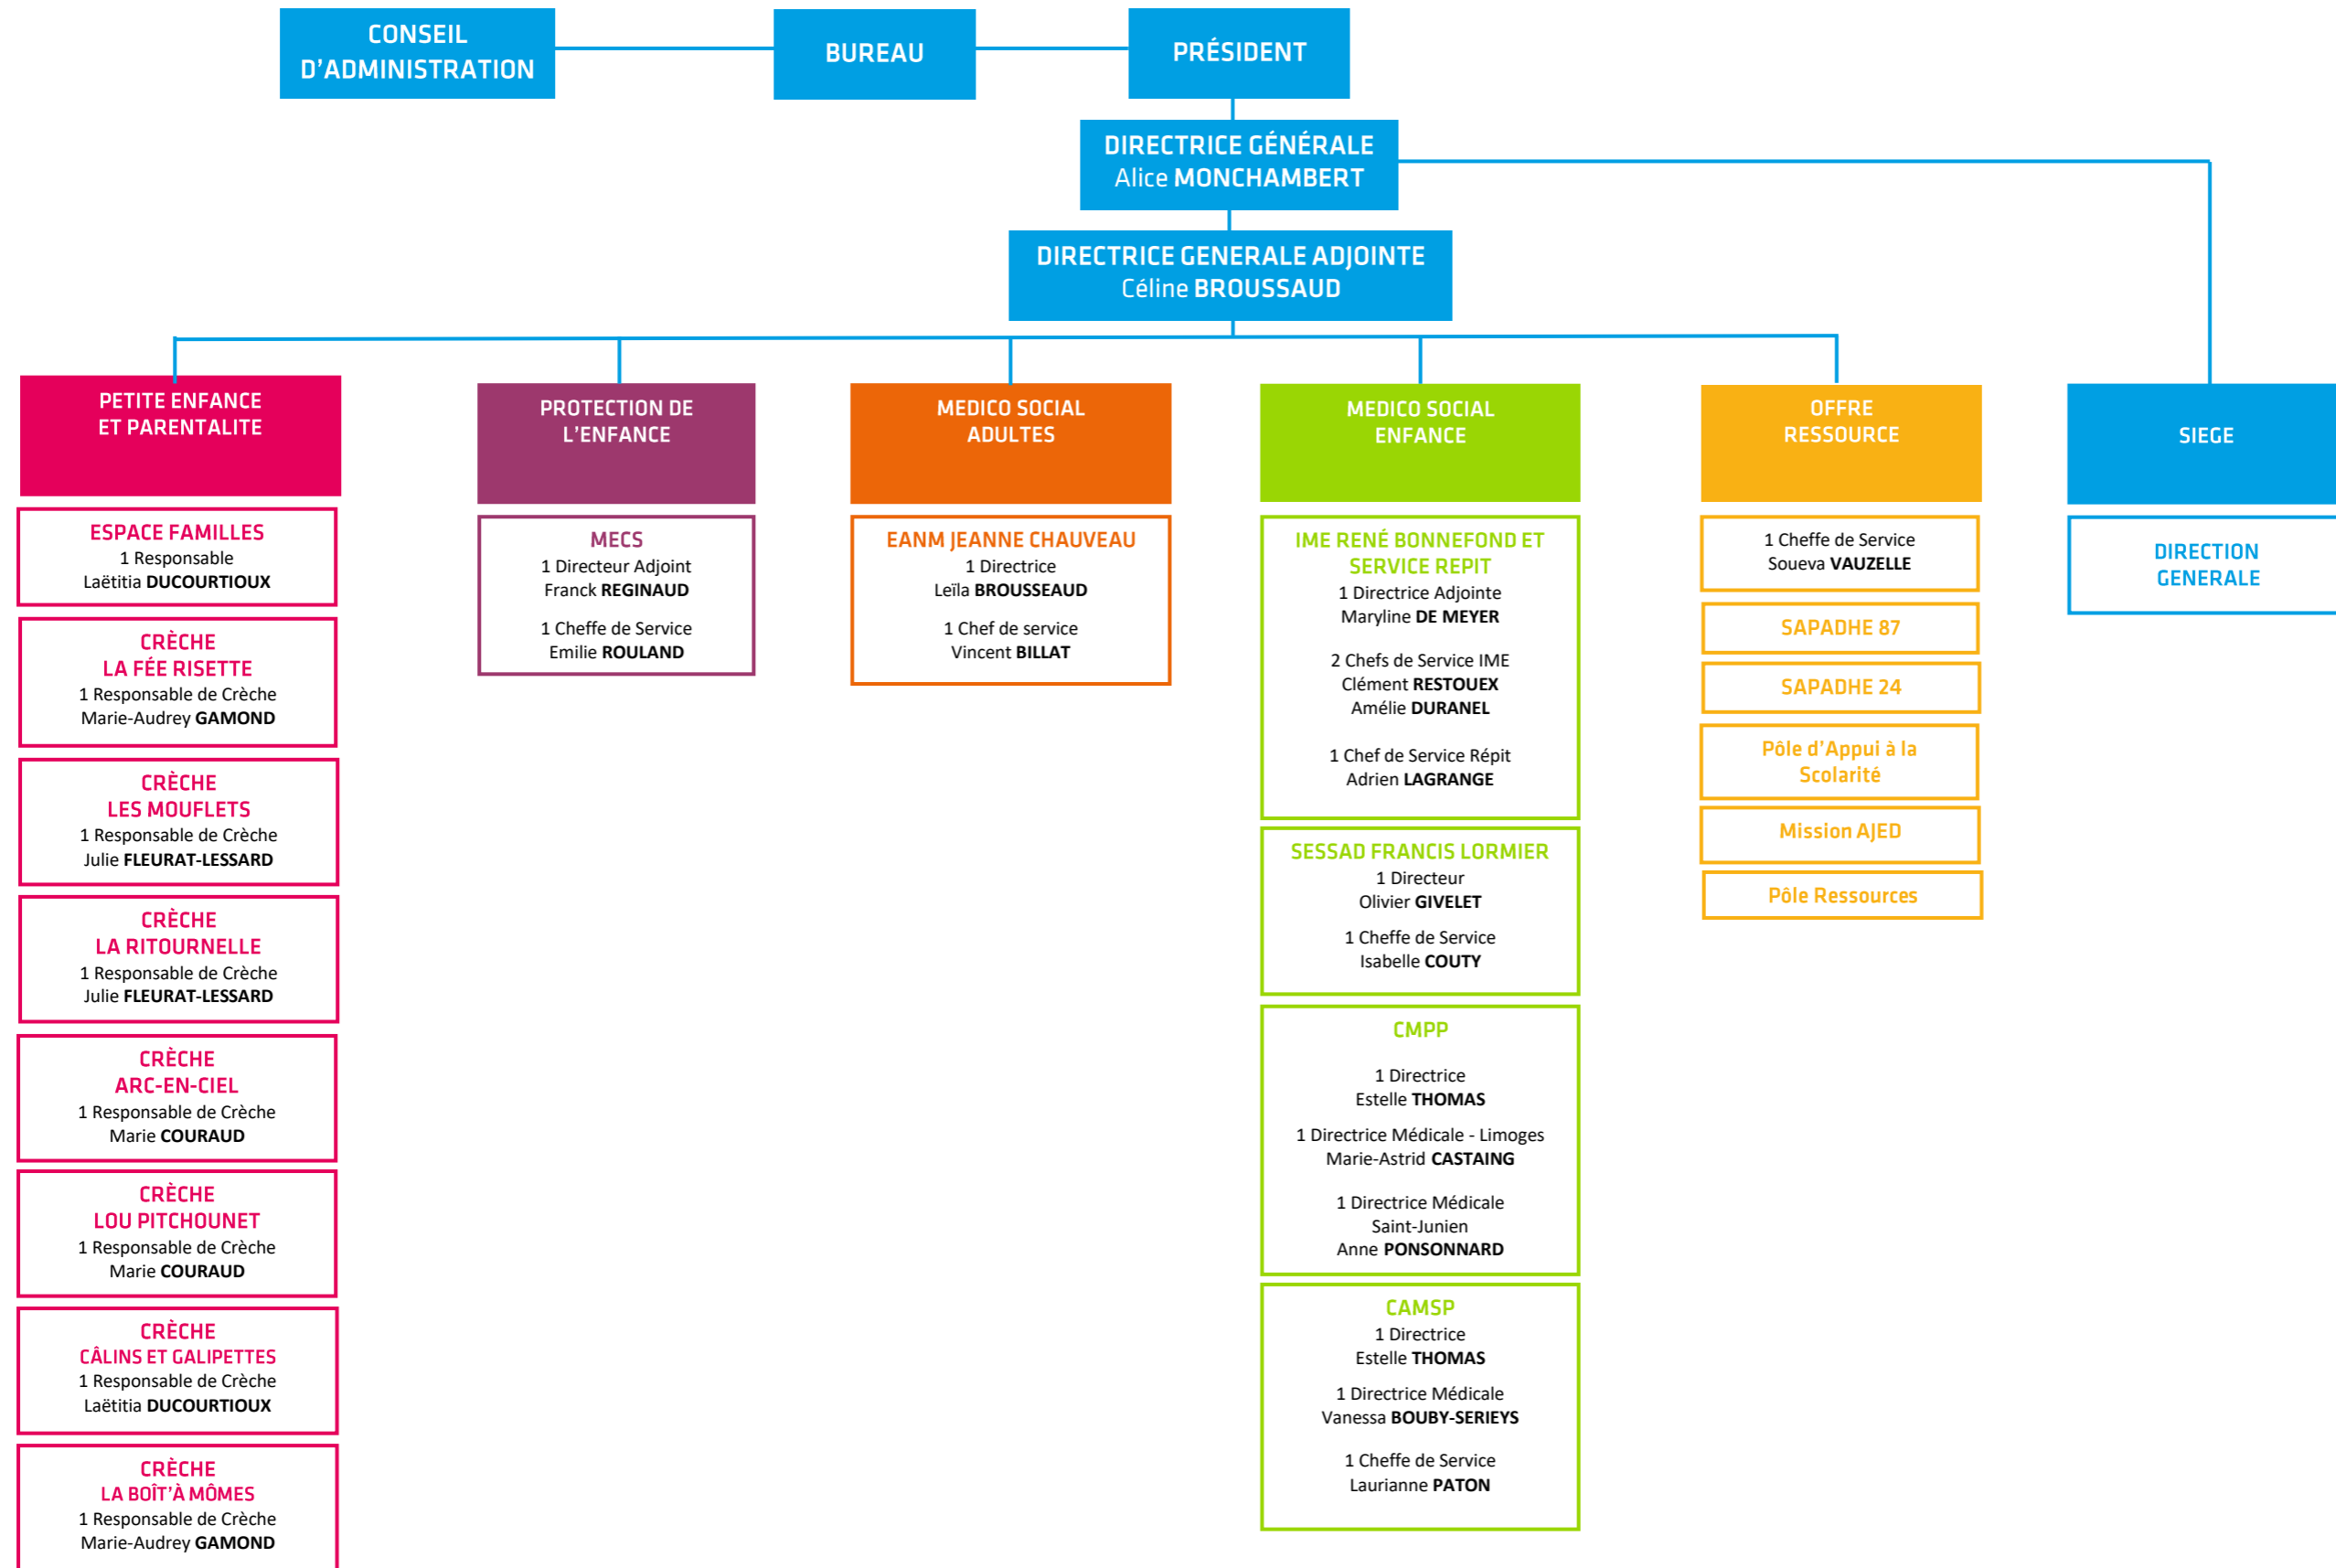 CONSEIL
D'ADMINISTRATION
BUREAU
PRÉSIDENT
DIRECTRICE GÉNÉRALE
Alice MONCHAMBERT
DIRECTRICE GENERALE ADJOINTE
Céline BROUSSAUD
PETITE ENFANCE
ET PARENTALITE
ESPACE FAMILLES
1 Responsable
Laëtitia DUCOURTIOUX
CRÈCHE
LA FÉE RISETTE
1 Responsable de Crèche
Marie-Audrey GAMOND
CRÈCHE
LES MOUFLETS
1 Responsable de Crèche
Julie FLEURAT-LESSARD
CRÈCHE
LA RITOURNELLE
1 Responsable de Crèche
Julie FLEURAT-LESSARD
CRÈCHE
ARC-EN-CIEL
1 Responsable de Crèche
Marie COURAUD
CRÈCHE
LOU PITCHOUNET
1 Responsable de Crèche
Marie COURAUD
CRÈCHE
CÂLINS ET GALIPETTES
1 Responsable de Crèche
Laëtitia DUCOURTIOUX
CRÈCHE
LA BOÎT'À MÔMES
1 Responsable de Crèche
Marie-Audrey GAMOND
PROTECTION DE
L'ENFANCE
MECS
1 Directeur Adjoint
Franck REGINAUD
1 Cheffe de Service
Emilie ROULAND
MEDICO SOCIAL
ADULTES
EANM JEANNE CHAUVEAU
1 Directrice
Leïla BROUSSEAUD
1 Chef de service
Vincent BILLAT
MEDICO SOCIAL
ENFANCE
IME RENÉ BONNEFOND ET
SERVICE REPIT
1 Directrice Adjointe
Maryline DE MEYER
2 Chefs de Service IME
Clément RESTOUEX
Amélie DURANEL
1 Chef de Service Répit
Adrien LAGRANGE
SESSAD FRANCIS LORMIER
1 Directeur
Olivier GIVELET
1 Cheffe de Service
Isabelle COUTY
CMPP
1 Directrice
Estelle THOMAS
1 Directrice Médicale - Limoges
Marie-Astrid CASTAING
1 Directrice Médicale
Saint-Junien
Anne PONSONNARD
CAMSP
1 Directrice
Estelle THOMAS
1 Directrice Médicale
Vanessa BOUBY-SERIEYS
1 Cheffe de Service
Laurianne PATON
OFFRE
RESSOURCE
1 Cheffe de Service
Soueva VAUZELLE
SAPADHE 87
SAPADHE 24
Pôle d'Appui à la
Scolarité
Mission AJED
Pôle Ressources
SIEGE
DIRECTION
GENERALE